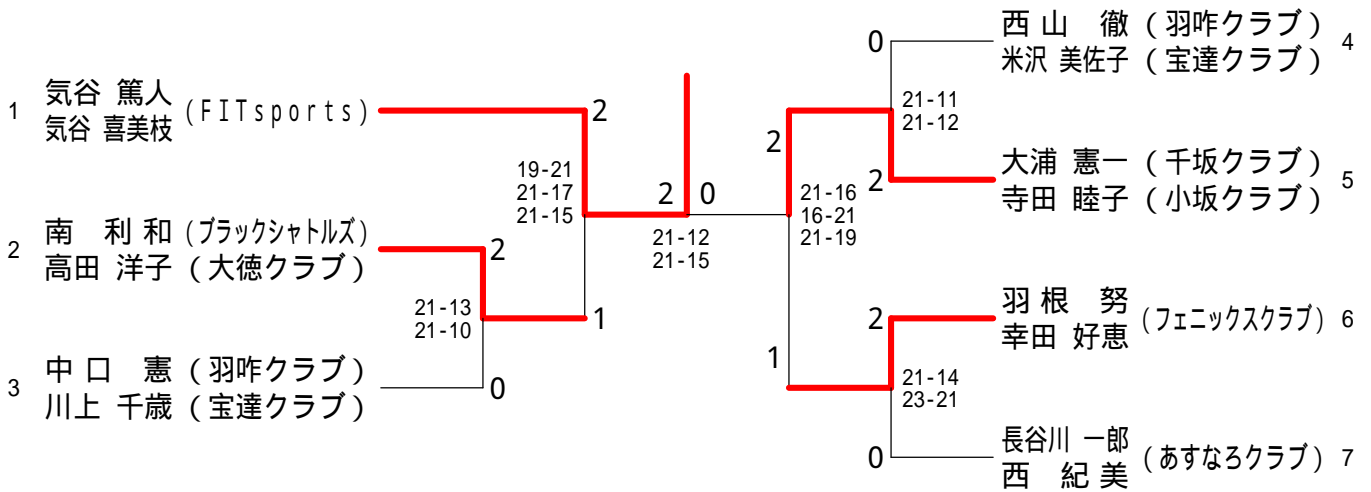 1 気谷 篤人
気谷 喜美枝 (FITsports)
2 南 利和 (ブラックシャトルズ)
高田 洋子 (大徳クラブ)
3 中口 憲 (羽咋クラブ)
川上 千歳 (宝達クラブ)
2
19-21
21-17
21-15
2
21-13
21-10
1
0
2 0
21-12
21-15
西山 徹 (羽咋クラブ) 4
米沢 美佐子 (宝達クラブ)
大浦 憲一 (千坂クラブ) 5
寺田 睦子 (小坂クラブ)
羽根 努
幸田 好恵 (フェニックスクラブ) 6
長谷川 一郎
西 紀美 (あすなろクラブ) 7
0
21-11
21-12
2
2
21-16
16-21
21-19
2
1
21-14
23-21
0